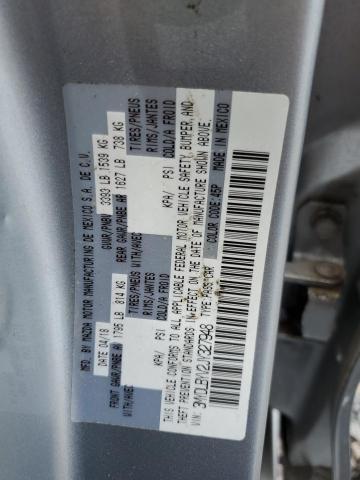 MFD. BY MAZDA MOTOR MANUFACTURING DE MEXICO S.A. DE C.V.
DATE 04/18 GVWR/PNBV 3393 LB 1539 KG
FRONT GAWR/PNBE AV 1795 LB 814 KG REAR GAWR/PNBE AR 1627 LB 738 KG
WITH/AVEC TIRES/PNEUS WITH/AVEC TIRES/PNEUS
RIMS/JANTES RIMS/JANTES
KPA/ PSI COLD/A FROID KPA/ PSI COLD/A FROID
THIS VEHICLE CONFORMS TO ALL APPLICABLE FEDERAL MOTOR VEHICLE SAFETY, BUMPER, AND
THEFT PREVENTION STANDARDS IN EFFECT ON THE DATE OF MANUFACTURE SHOWN ABOVE.
VIN: TYPE: PASS CAR COLOR CODE: 45P MADE IN MEXICO